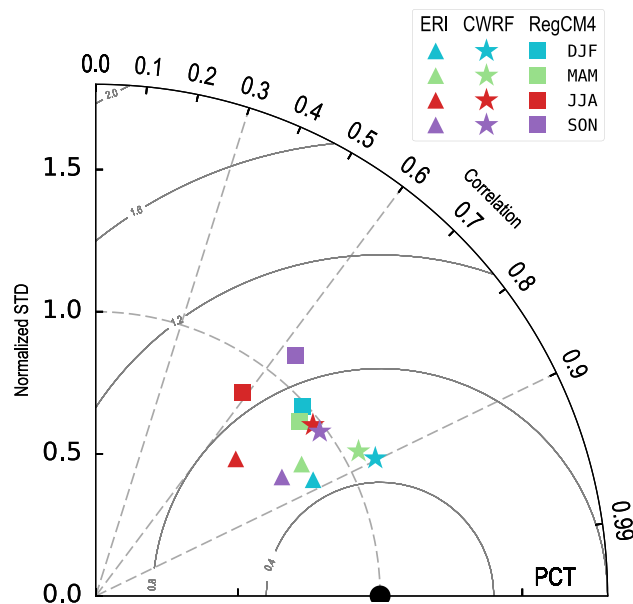 ERI CWRF RegCM4
DJF
MAM
JJA
SON
0.0 0.1 0.2 0.3 0.4 0.5 0.6 0.7 0.8 0.9 0.99
Correlation
2.0
1.6
1.2
0.8
0.4
Normalized STD
1.5
1.0
0.5
0.0
PCT